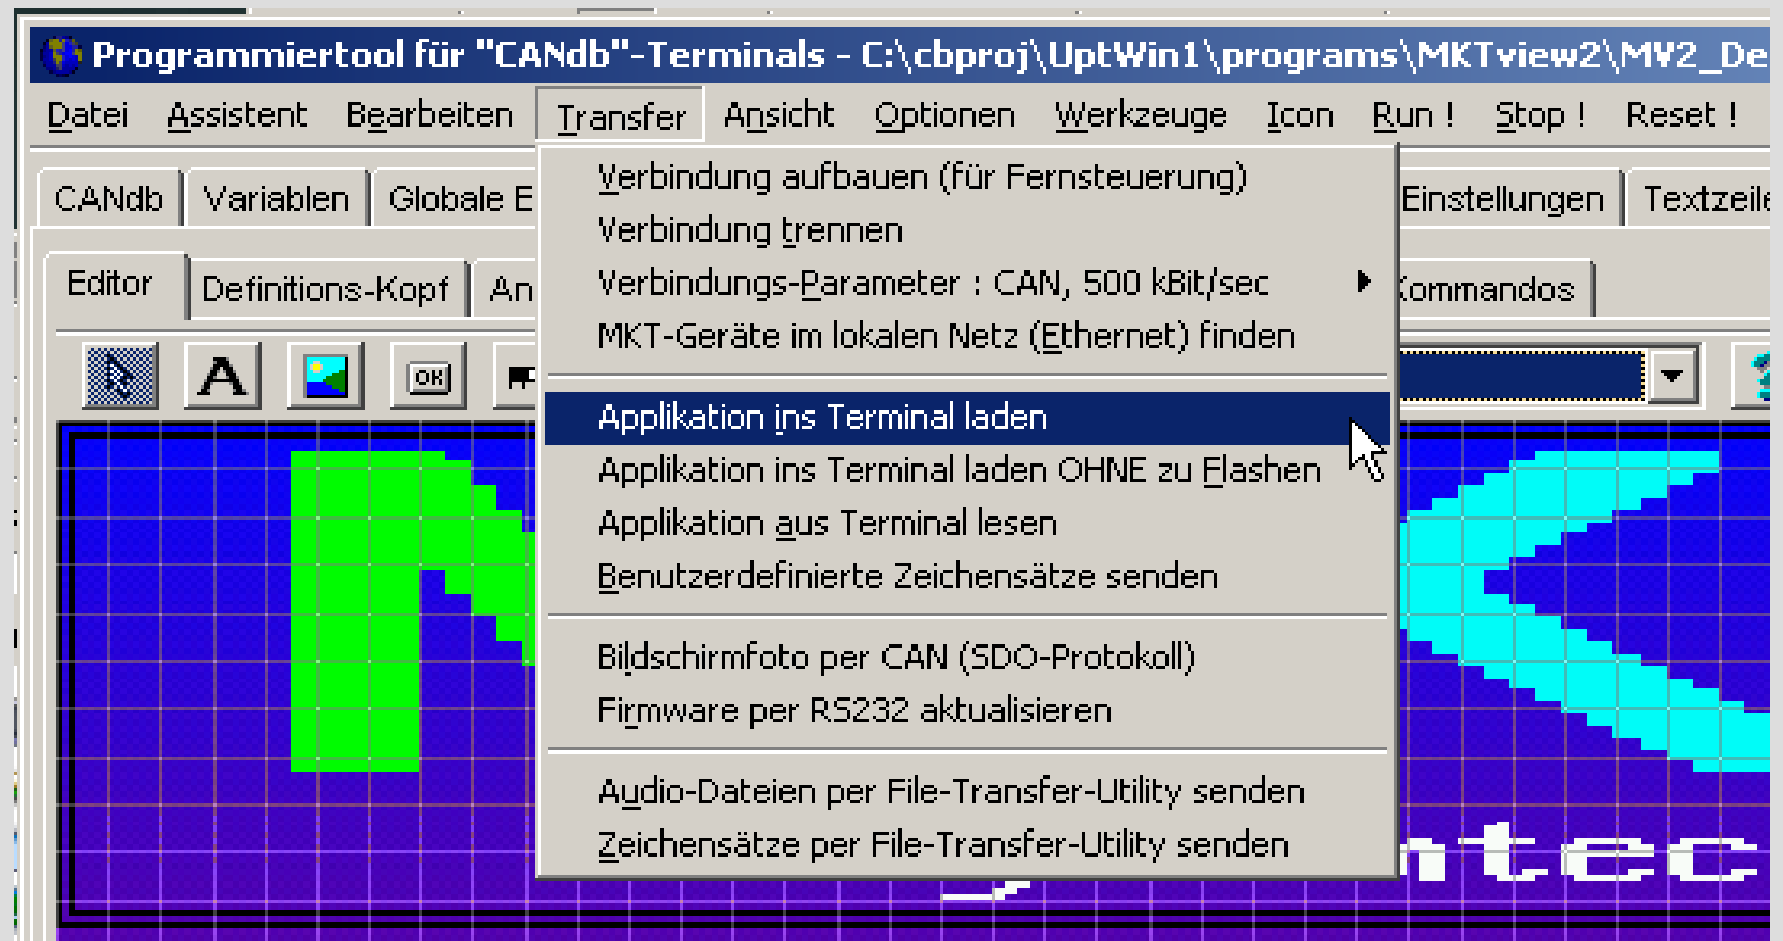 Programmiertool für "CANdb"-Terminals - C:\cbproj\UptWin1\programs\MKTview2\MV2_De
Datei Assistent Bearbeiten Transfer Ansicht Optionen Werkzeuge Icon Run ! Stop ! Reset !
CANdb Variablen Globale E Einstellungen Textzeile
Editor Definitions-Kopf An Kommandos
A OK
Verbindung aufbauen (für Fernsteuerung)
Verbindung trennen
Verbindungs-Parameter : CAN, 500 kBit/sec
MKT-Geräte im lokalen Netz (Ethernet) finden
Applikation ins Terminal laden
Applikation ins Terminal laden OHNE zu Flashen
Applikation aus Terminal lesen
Benutzerdefinierte Zeichensätze senden
Bildschirmfoto per CAN (SDO-Protokoll)
Firmware per RS232 aktualisieren
Audio-Dateien per File-Transfer-Utility senden
Zeichensätze per File-Transfer-Utility senden
ntec